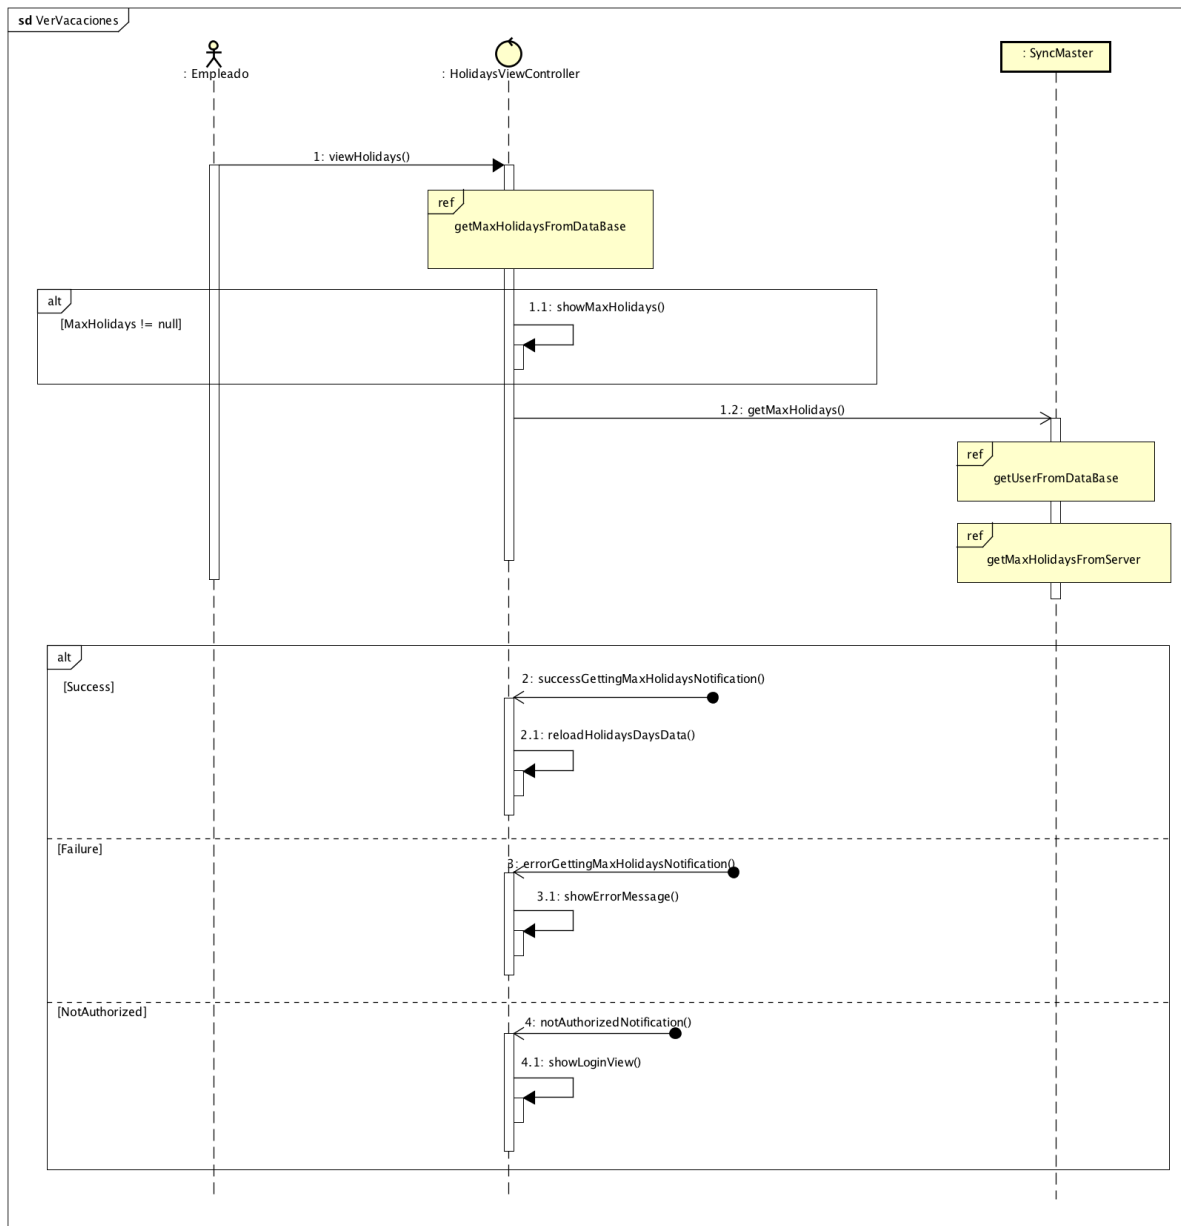 sd VerVacaciones
: Empleado
: HolidaysViewController
: SyncMaster
1: viewHolidays()
ref
getMaxHolidaysFromDataBase
alt
[MaxHolidays != null]
1.1: showMaxHolidays()
1.2: getMaxHolidays()
ref
getUserFromDataBase
ref
getMaxHolidaysFromServer
alt
[Success]
2: successGettingMaxHolidaysNotification()
2.1: reloadHolidaysDaysData()
[Failure]
3: errorGettingMaxHolidaysNotification()
3.1: showErrorMessage()
[NotAuthorized]
4: notAuthorizedNotification()
4.1: showLoginView()